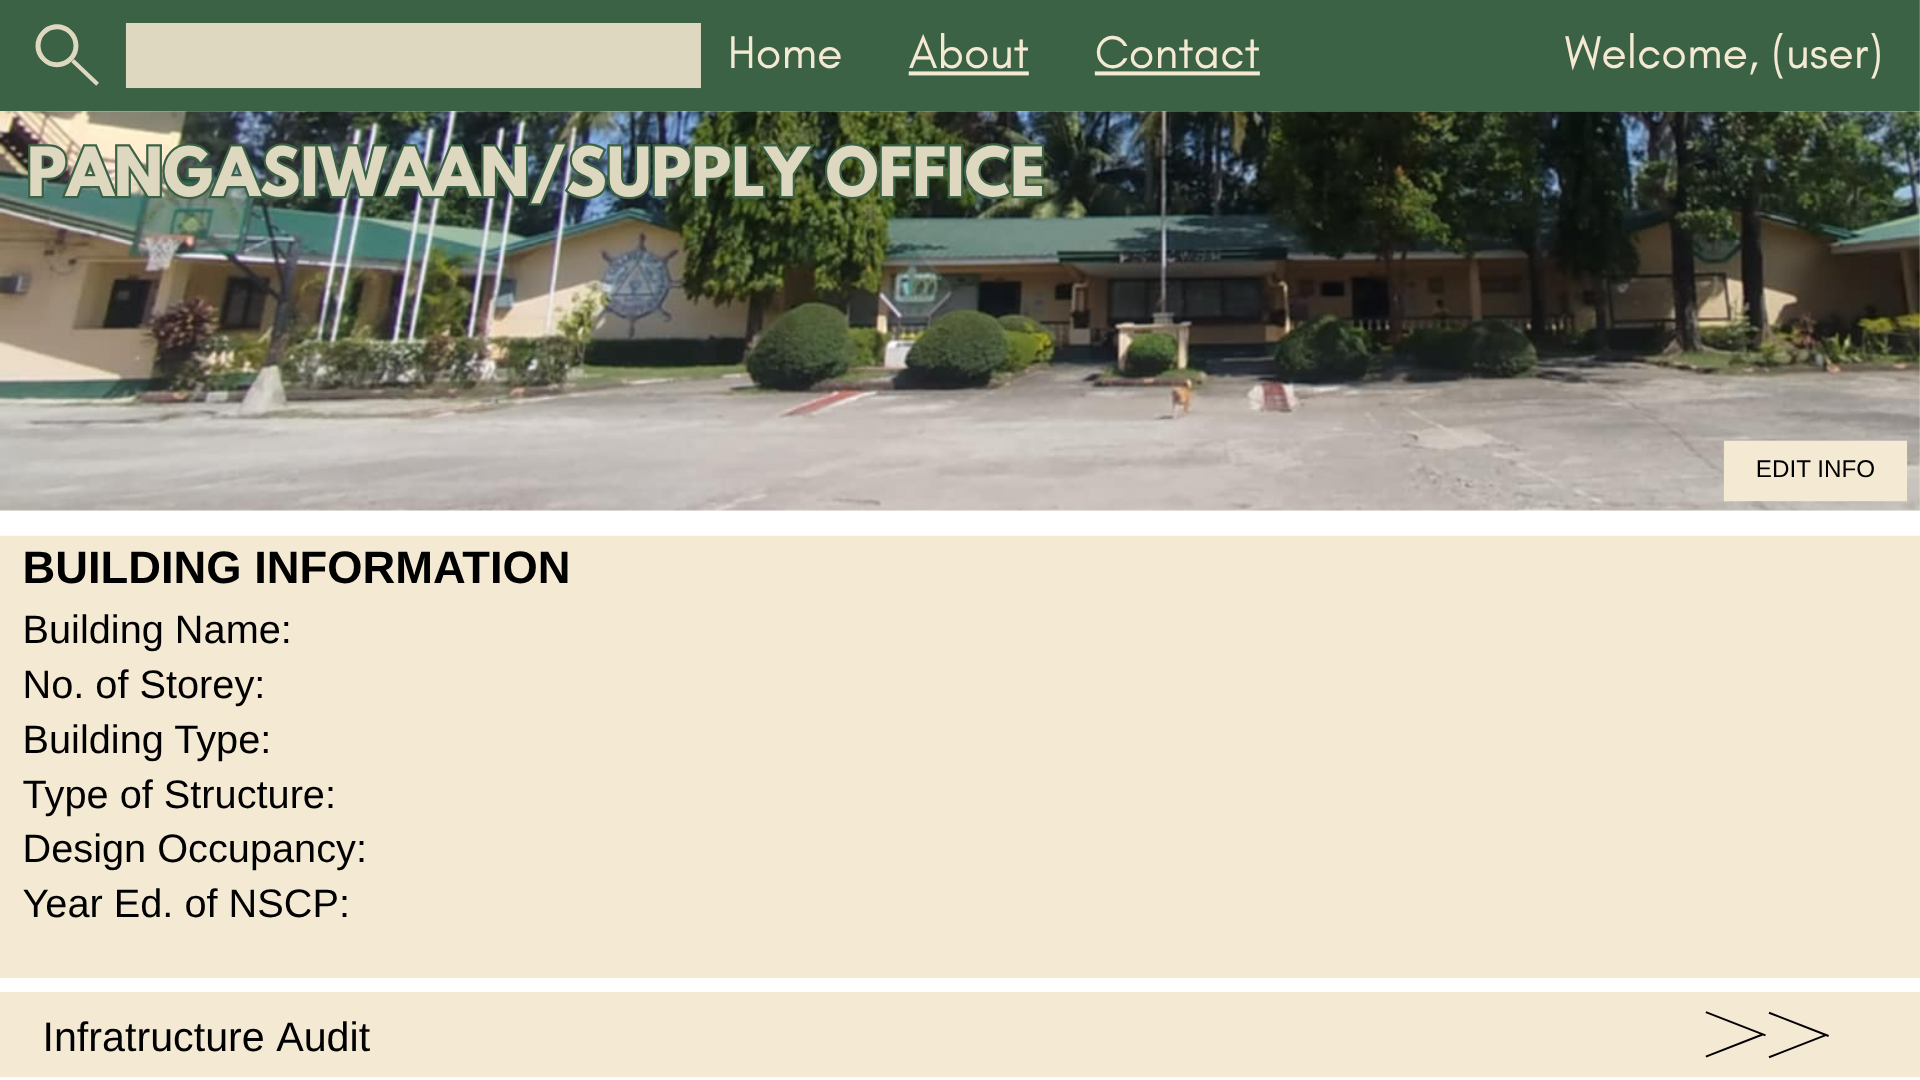 Home About Contact Welcome, (user)
PANGASIWAAN/SUPPLY OFFICE
EDIT INFO
BUILDING INFORMATION
Building Name:
No. of Storey:
Building Type:
Type of Structure:
Design Occupancy:
Year Ed. of NSCP:
Infratructure Audit